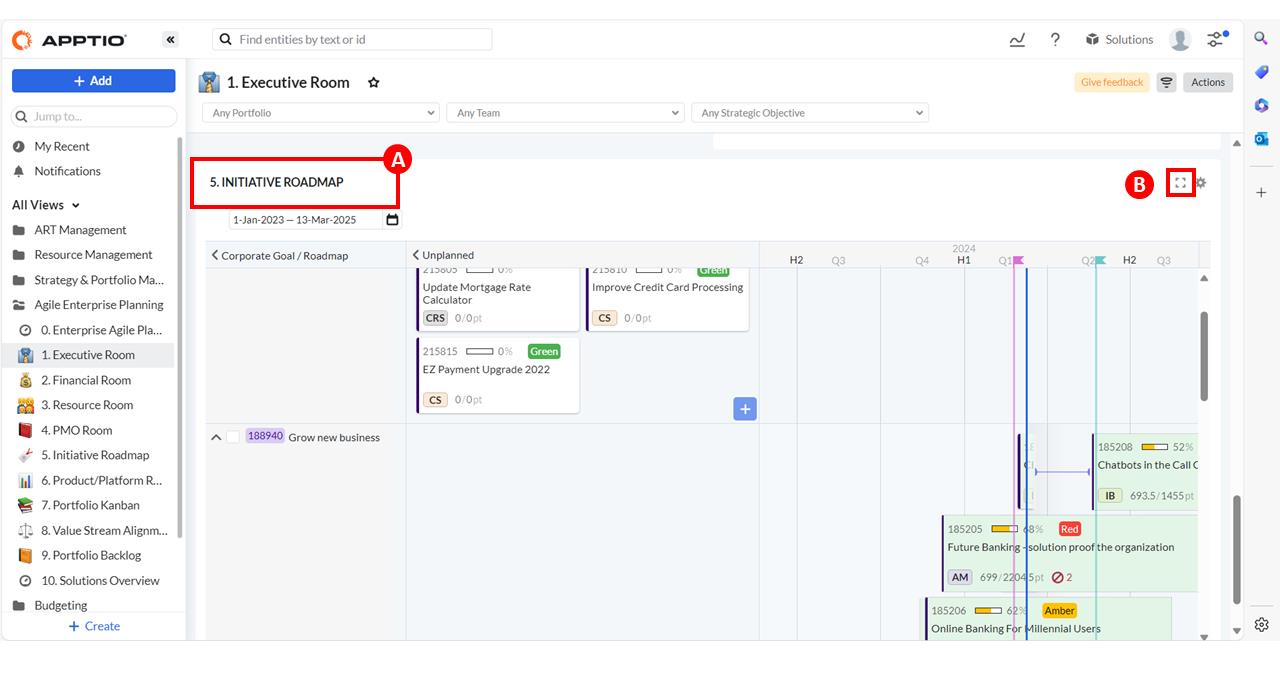 APPTIO
«
Find entities by text or id
?
Solutions
+ Add
1. Executive Room
Give feedback
Actions
Jump to...
Any Portfolio
Any Team
Any Strategic Objective
My Recent
Notifications
All Views
ART Management
Resource Management
Strategy & Portfolio Ma...
Agile Enterprise Planning
0. Enterprise Agile Pla...
1. Executive Room
2. Financial Room
3. Resource Room
4. PMO Room
5. Initiative Roadmap
6. Product/Platform R...
7. Portfolio Kanban
8. Value Stream Alignm...
9. Portfolio Backlog
10. Solutions Overview
Budgeting
+ Create
A
5. INITIATIVE ROADMAP
B
1-Jan-2023 — 13-Mar-2025
Corporate Goal / Roadmap
Unplanned
2024
H2 Q3 Q4 H1 Q1 Q2 H2 Q3
215805 0%
Update Mortgage Rate
Calculator
CRS 0/0pt
215810 0% Green
Improve Credit Card Processing
CS 0/0pt
215815 0% Green
EZ Payment Upgrade 2022
CS 0/0pt
+
188940 Grow new business
185208 52%
Chatbots in the Call C
IB 693.5/1455pt
185205 68% Red
Future Banking - solution proof the organization
AM 699/2204.5pt 2
185206 62% Amber
Online Banking For Millennial Users